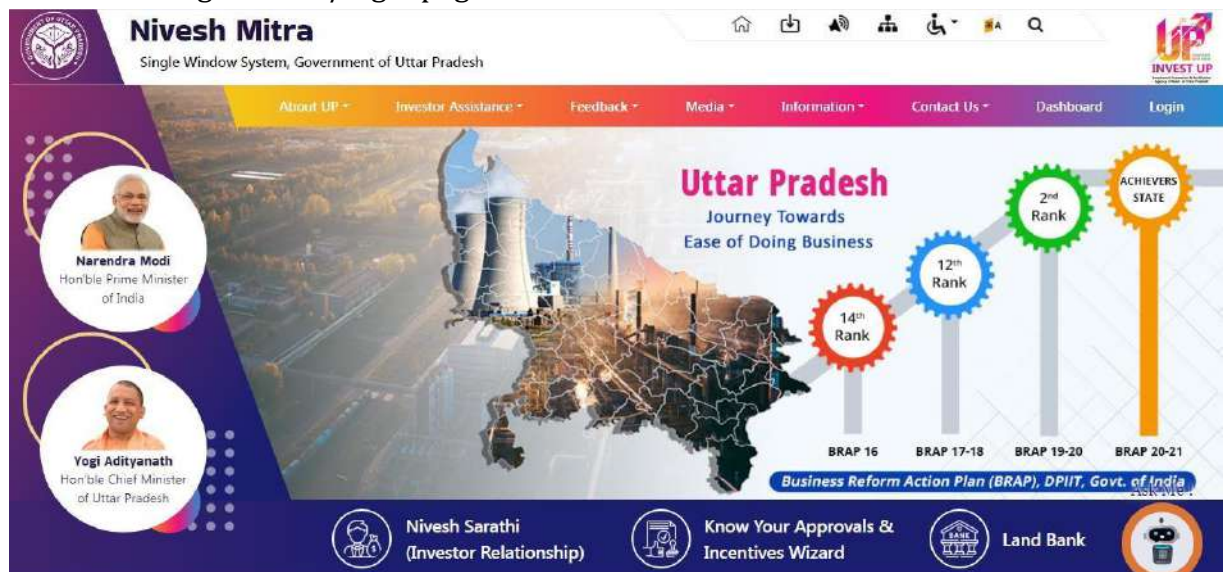 Nivesh Mitra
Single Window System, Government of Uttar Pradesh
A
UP
INVEST UP
About UP
Investor Assistance
Feedback
Media
Information
Contact Us
Dashboard
Login
Narendra Modi
Hon'ble Prime Minister
of India
Yogi Adityanath
Hon'ble Chief Minister
of Uttar Pradesh
Uttar Pradesh
Journey Towards
Ease of Doing Business
14th
Rank
12th
Rank
2nd
Rank
ACHIEVERS
STATE
BRAP 16
BRAP 17-18
BRAP 19-20
BRAP 20-21
Business Reform Action Plan (BRAP), DPIIT, Govt. of India
Ask Me !
Nivesh Sarathi
(Investor Relationship)
Know Your Approvals &
Incentives Wizard
BANK
Land Bank